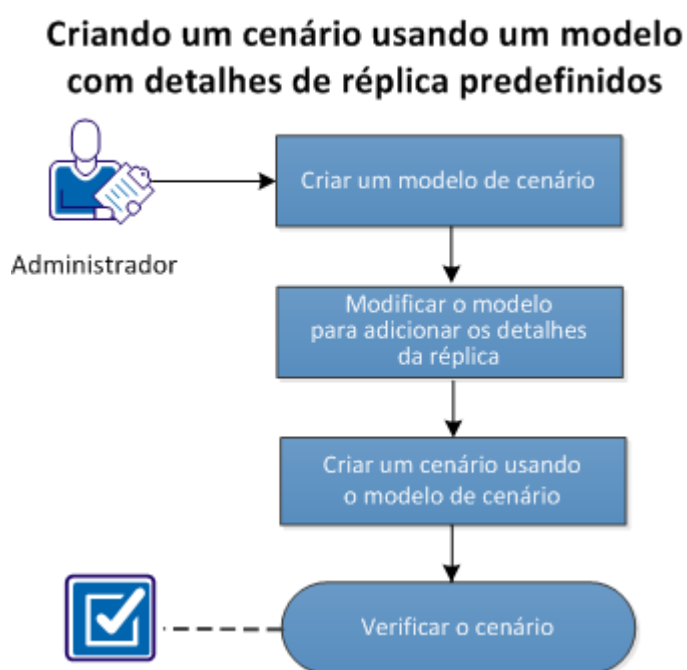 Criando um cenário usando um modelo
com detalhes de réplica predefinidos
Criar um modelo de cenário
Administrador
Modificar o modelo
para adicionar os detalhes
da réplica
Criar um cenário usando
o modelo de cenário
Verificar o cenário